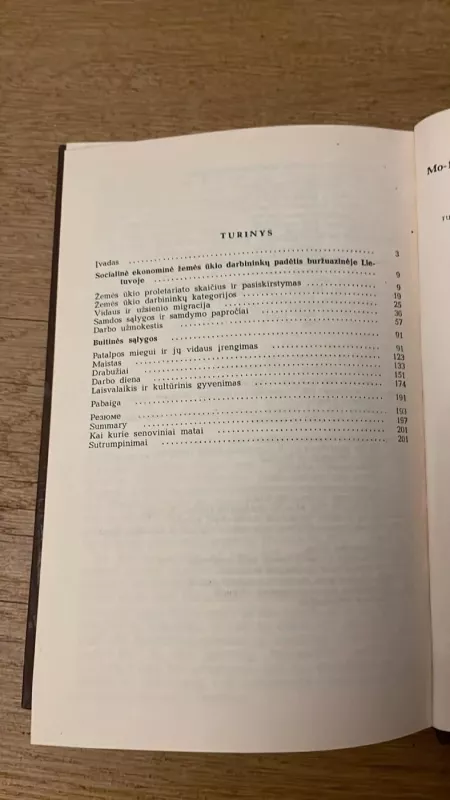 TURINYS
Įvadas 3
Socialinė ekonominė žemės ūkio darbininkų padėtis buržuazinėje Lie-
tuvoje 9
Žemės ūkio proletariato skaičius ir pasiskirstymas 9
Žemės ūkio darbininkų kategorijos 19
Vidaus ir užsienio migracija 25
Samdos sąlygos ir samdymo papročiai 36
Darbo užmokestis 57
Buitinės sąlygos 91
Patalpos miegui ir jų vidaus įrengimas 91
Maistas 123
Drabužiai 133
Darbo diena 151
Laisvalaikis ir kultūrinis gyvenimas 174
Pabaiga 191
Резюме 193
Summary 197
Kai kurie senoviniai matai 201
Sutrumpinimai 201